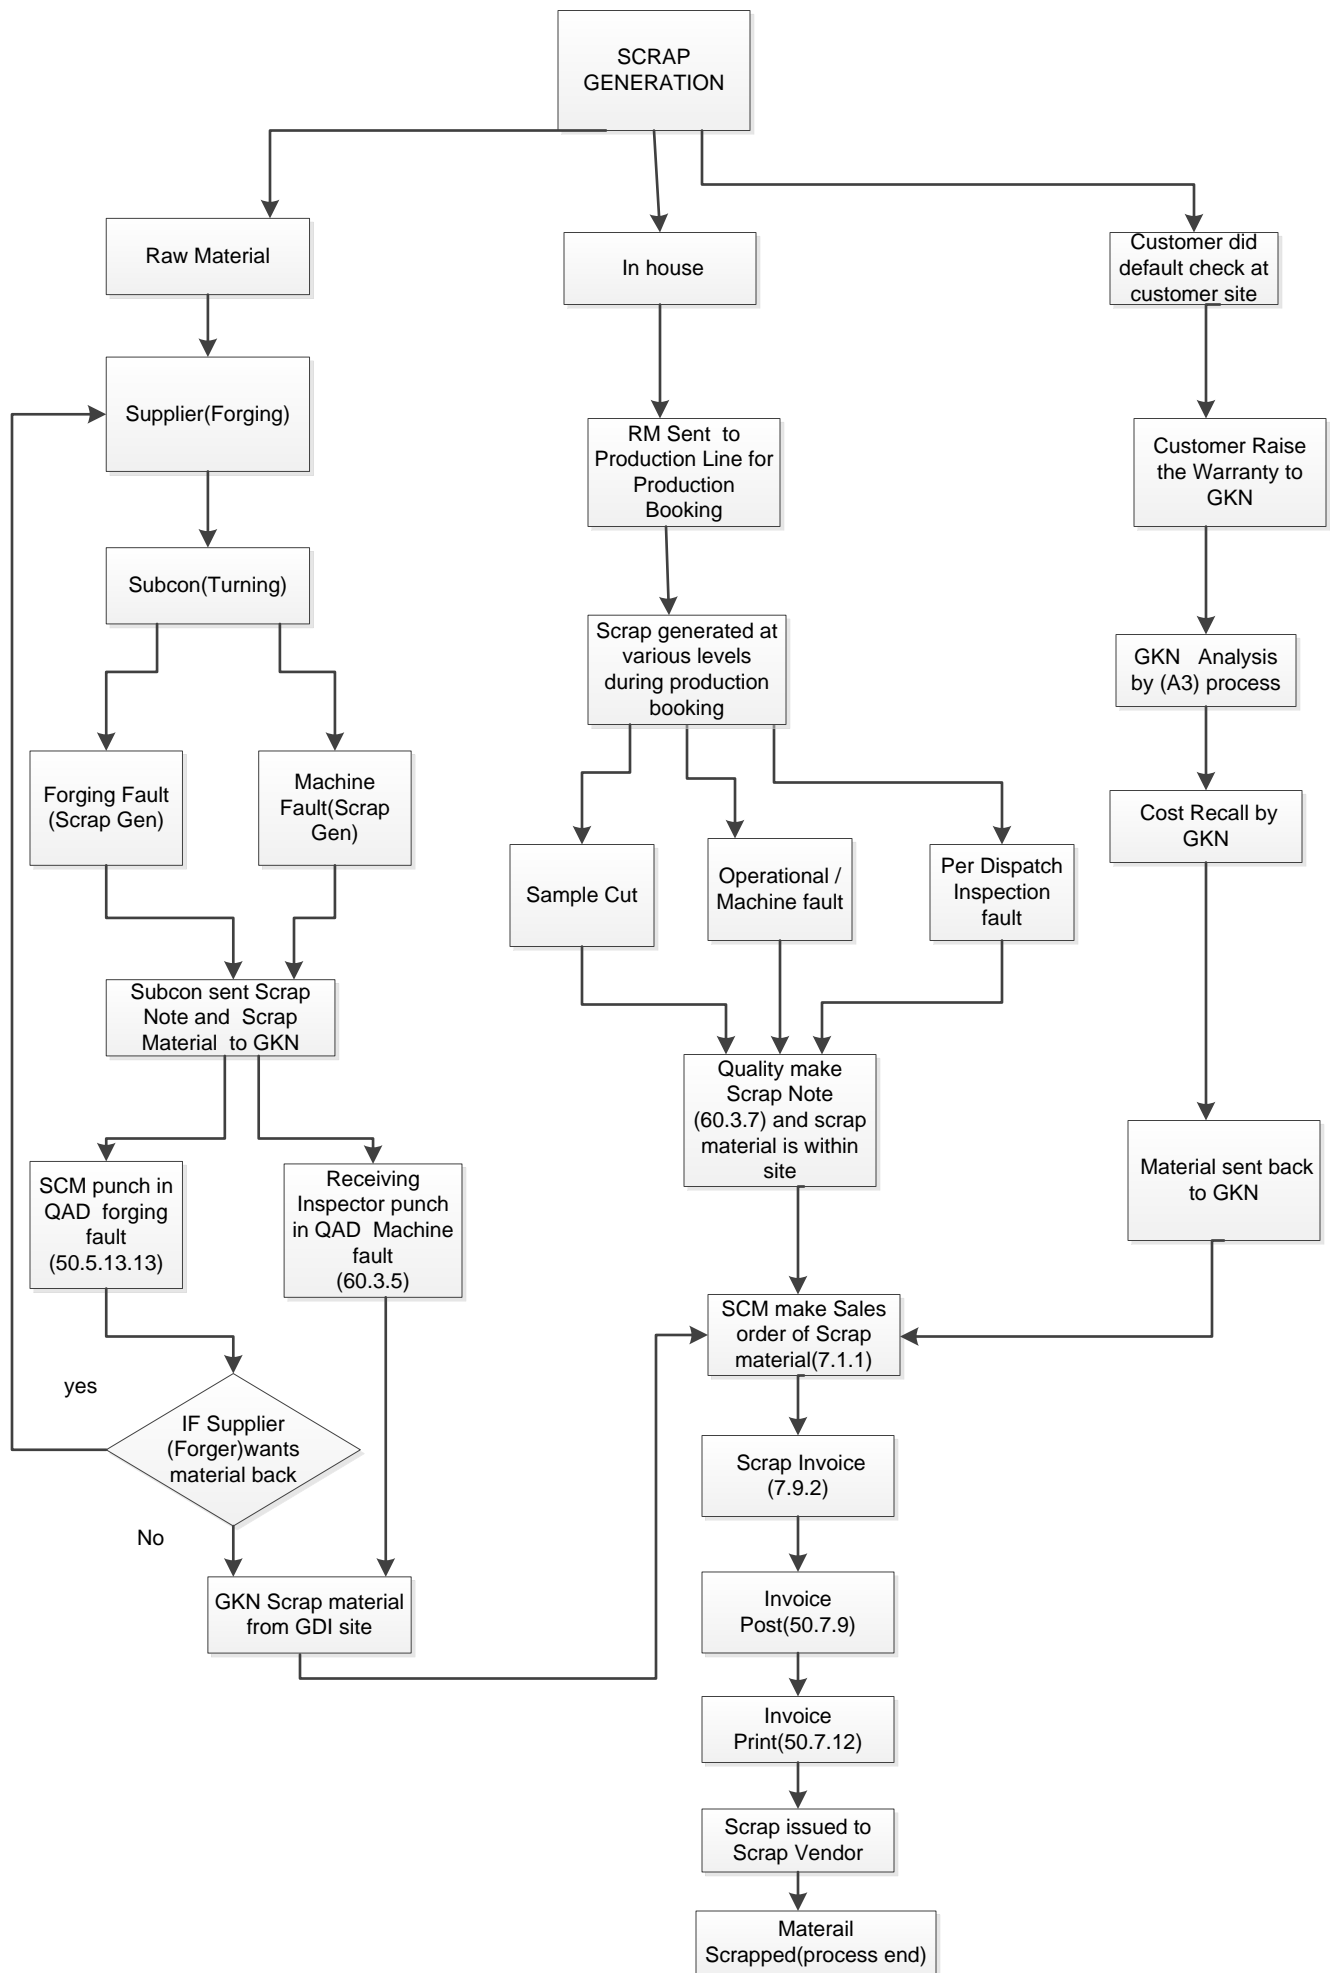 SCRAP
GENERATION
Raw Material
In house
Customer did
default check at
customer site
Supplier(Forging)
RM Sent  to
Production Line for
Production
Booking
Customer Raise
the Warranty to
GKN
Subcon(Turning)
Scrap generated at
various levels
during production
booking
GKN   Analysis
by (A3) process
Forging Fault
(Scrap Gen)
Machine
Fault(Scrap
Gen)
Cost Recall by
GKN
Sample Cut
Operational /
Machine fault
Per Dispatch
Inspection
fault
Subcon sent Scrap
Note and  Scrap
Material  to GKN
Quality make
Scrap Note
(60.3.7) and scrap
material is within
site
SCM punch in
QAD  forging
fault
(50.5.13.13)
Receiving
Inspector punch
in QAD  Machine
fault
(60.3.5)
Material sent back
to GKN
SCM make Sales
order of Scrap
material(7.1.1)
yes
IF Supplier
(Forger)wants
material back
Scrap Invoice
(7.9.2)
No
GKN Scrap material
from GDI site
Invoice
Post(50.7.9)
Invoice
Print(50.7.12)
Scrap issued to
Scrap Vendor
Materail
Scrapped(process end)